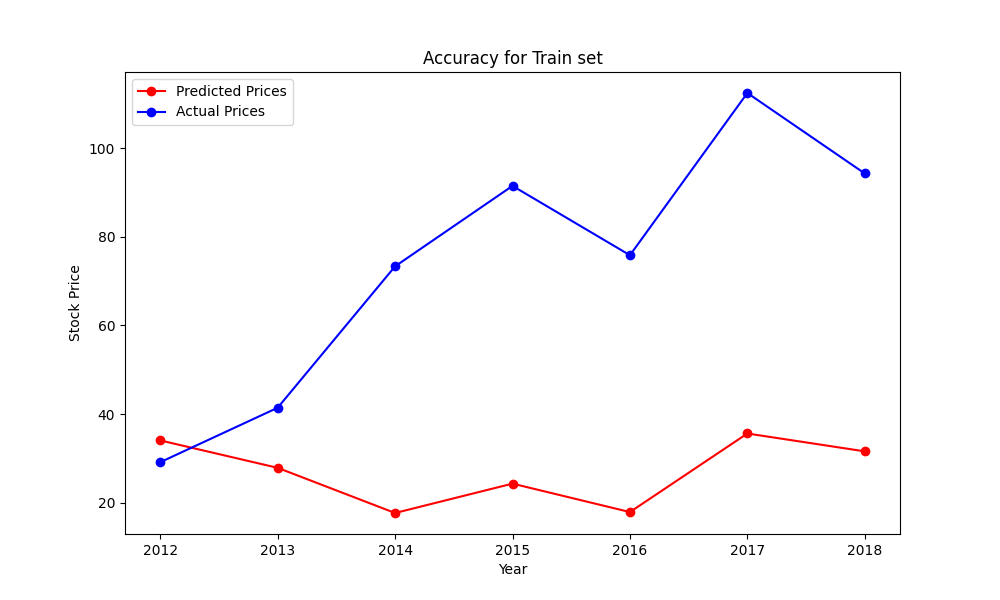 Accuracy for Train set
Predicted Prices
Actual Prices
100
80
60
40
20
Stock Price
2012 2013 2014 2015 2016 2017 2018
Year